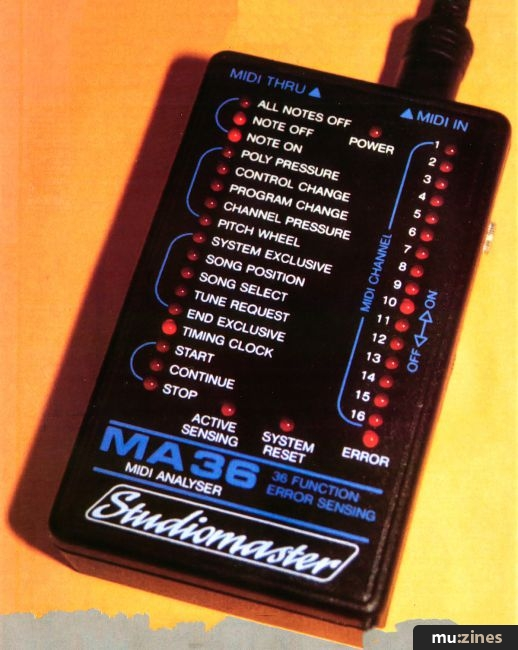 MIDI THRU ▲
▲ MIDI IN
ALL NOTES OFF
NOTE OFF
NOTE ON
POLY PRESSURE
CONTROL CHANGE
PROGRAM CHANGE
CHANNEL PRESSURE
PITCH WHEEL
SYSTEM EXCLUSIVE
SONG POSITION
SONG SELECT
TUNE REQUEST
END EXCLUSIVE
TIMING CLOCK
START
CONTINUE
STOP
POWER
1
2
3
4
5
6
7
8
9
10
11
12
13
14
15
16
MIDI CHANNEL
OFF ◁ ▷ ON
ACTIVE
SENSING
SYSTEM
RESET
ERROR
MA36
36 FUNCTION
ERROR SENSING
MIDI ANALYSER
Studiomaster
mu:zines